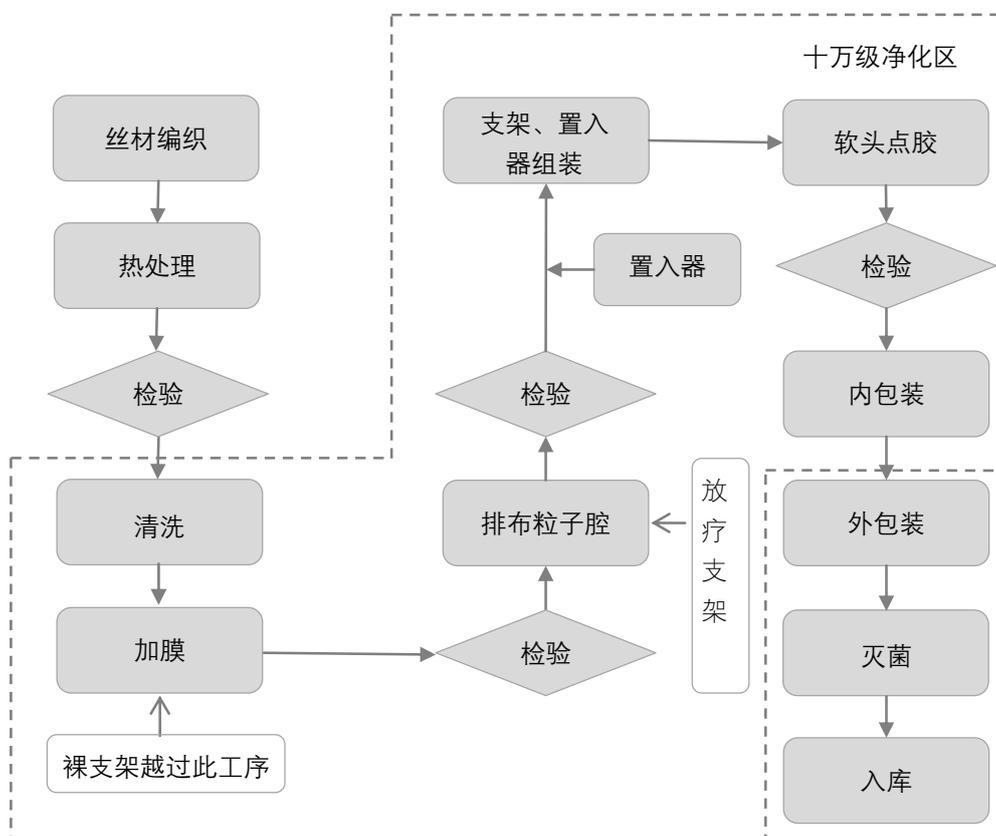 十万级净化区
丝材编织
热处理
检验
清洗
加膜
裸支架越过此工序
检验
排布粒子腔
放
疗
支
架
检验
置入器
支架、置入
器组装
软头点胶
检验
内包装
外包装
灭菌
入库